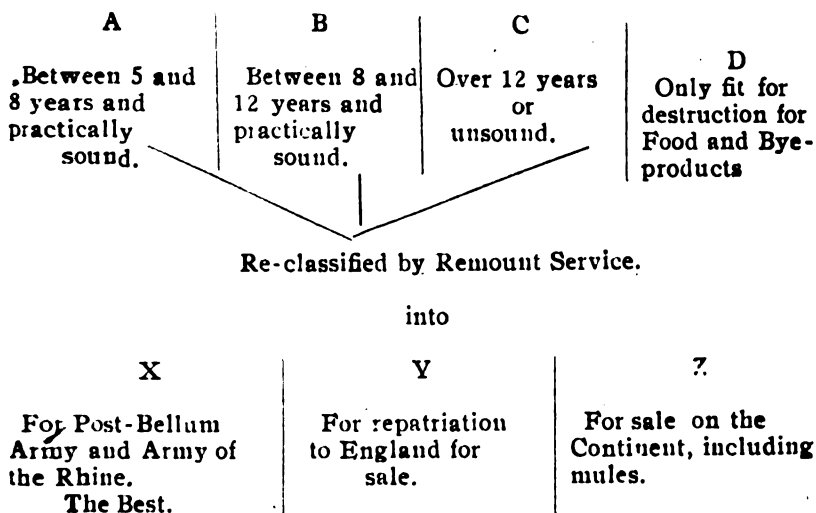 A
Between 5 and
8 years and
practically
sound.
B
Between 8 and
12 years and
practically
sound.
C
Over 12 years
or
unsound.
D
Only fit for
destruction for
Food and Bye-
products
Re-classified by Remount Service.
into
X
For Post-Bellum
Army and Army of
the Rhine.
The Best.
Y
For repatriation
to England for
sale.
Z
For sale on the
Continent, including
mules.